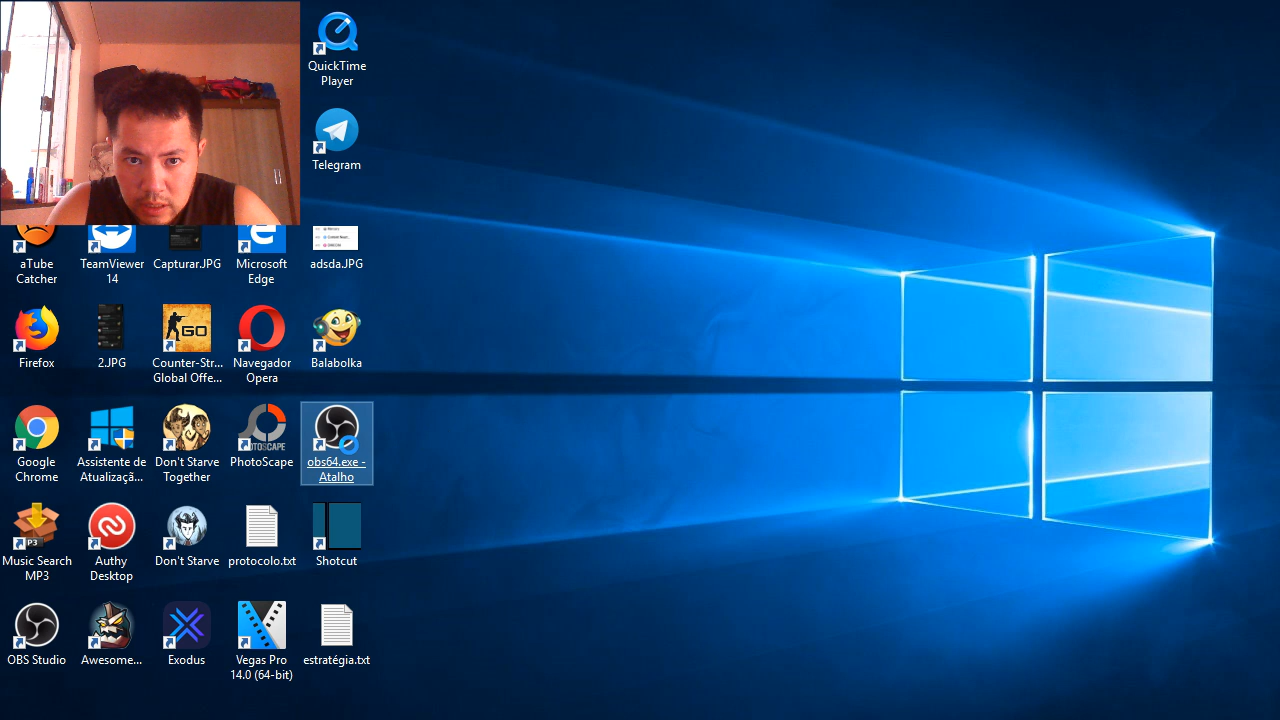 QuickTime
Player
Telegram
aTube
Catcher
TeamViewer
14
Capturar.JPG
Microsoft
Edge
adsda.JPG
Firefox
2.JPG
GO
Counter-Str...
Global Offe...
Navegador
Opera
Balabolka
Google
Chrome
Assistente de
Atualizaçã...
Don't Starve
Together
PHOTOSCAPE
PhotoScape
obs64.exe -
Atalho
P3
Music Search
MP3
Authy
Desktop
Don't Starve
protocolo.txt
Shotcut
OBS Studio
Awesome...
Exodus
Vegas Pro
14.0 (64-bit)
estratégia.txt